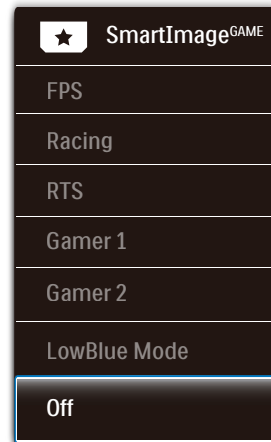 SmartImageGAME
FPS
Racing
RTS
Gamer 1
Gamer 2
LowBlue Mode
Off